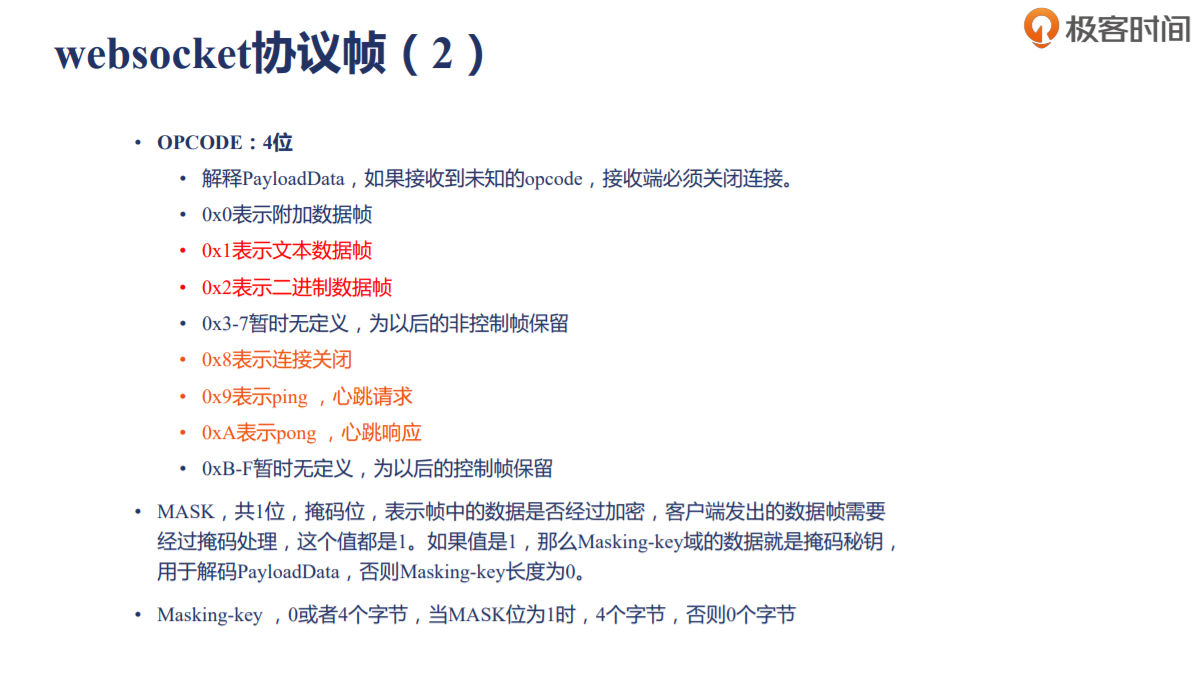 极客时间
websocket协议帧（2）
• OPCODE：4位
• 解释PayloadData，如果接收到未知的opcode，接收端必须关闭连接。
• 0x0表示附加数据帧
• 0x1表示文本数据帧
• 0x2表示二进制数据帧
• 0x3-7暂时无定义，为以后的非控制帧保留
• 0x8表示连接关闭
• 0x9表示ping ，心跳请求
• 0xA表示pong ，心跳响应
• 0xB-F暂时无定义，为以后的控制帧保留
• MASK，共1位，掩码位，表示帧中的数据是否经过加密，客户端发出的数据帧需要
经过掩码处理，这个值都是1。如果值是1，那么Masking-key域的数据就是掩码秘钥，
用于解码PayloadData，否则Masking-key长度为0。
• Masking-key ，0或者4个字节，当MASK位为1时，4个字节，否则0个字节